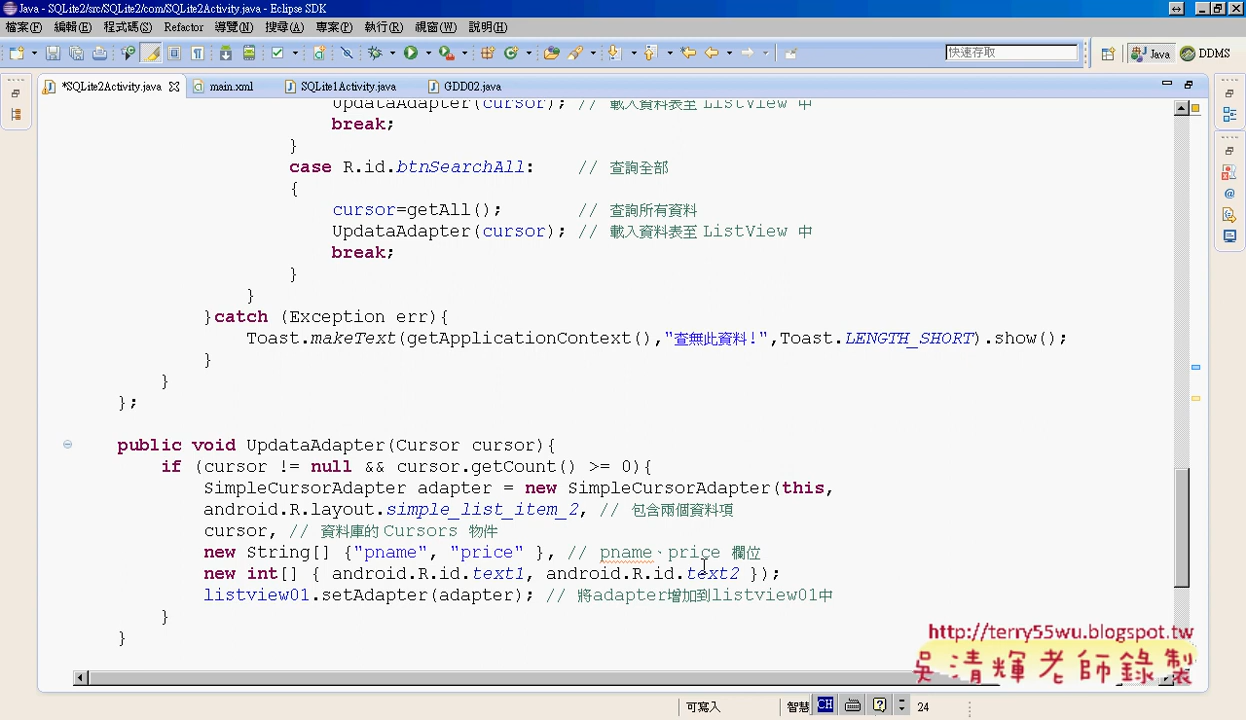 Java - SQLite2/src/SQLite2/com/SQLite2Activity.java - Eclipse SDK
檔案(F) 編輯(E) 程式碼(S) Refactor 導覽(N) 搜尋(A) 專案(P) 執行(R) 視窗(W) 說明(H)
快速存取 Java DDMS
*SQLite2Activity.java main.xml SQLite1Activity.java GDD02.java
UpdataAdapter(cursor); // 載入資料表至 ListView 中
break;
}
case R.id.btnSearchAll: // 查詢全部
{
cursor=getAll(); // 查詢所有資料
UpdataAdapter(cursor); // 載入資料表至 ListView 中
break;
}
}
}catch (Exception err){
Toast.makeText(getApplicationContext(),"查無此資料!",Toast.LENGTH_SHORT).show();
}
}
};
public void UpdataAdapter(Cursor cursor){
if (cursor != null && cursor.getCount() >= 0){
SimpleCursorAdapter adapter = new SimpleCursorAdapter(this,
android.R.layout.simple_list_item_2, // 包含兩個資料項
cursor, // 資料庫的 Cursors 物件
new String[] {"pname", "price" }, // pname、price 欄位
new int[] { android.R.id.text1, android.R.id.text2 });
listview01.setAdapter(adapter); // 將adapter增加到listview01中
}
}
http://terry55wu.blogspot.tw
吳清輝老師錄製
可寫入 智慧 CH 24